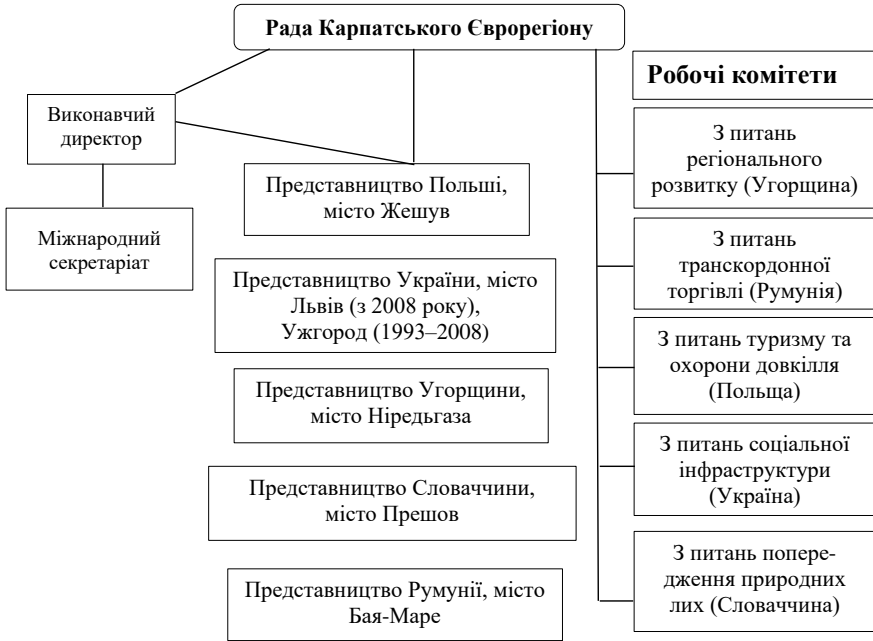 Рада Карпатського Єврорегіону
Виконавчий
директор
Міжнародний
секретаріат
Представництво Польщі,
місто Жешув
Представництво України, місто
Львів (з 2008 року),
Ужгород (1993–2008)
Представництво Угорщини,
місто Ніредьгаза
Представництво Словаччини,
місто Прешов
Представництво Румунії, місто
Бая-Маре
Робочі комітети
З питань
регіонального
розвитку (Угорщина)
З питань
транскордонної
торгівлі (Румунія)
З питань туризму та
охорони довкілля
(Польща)
З питань соціальної
інфраструктури
(Україна)
З питань попере-
дження природних
лих (Словаччина)